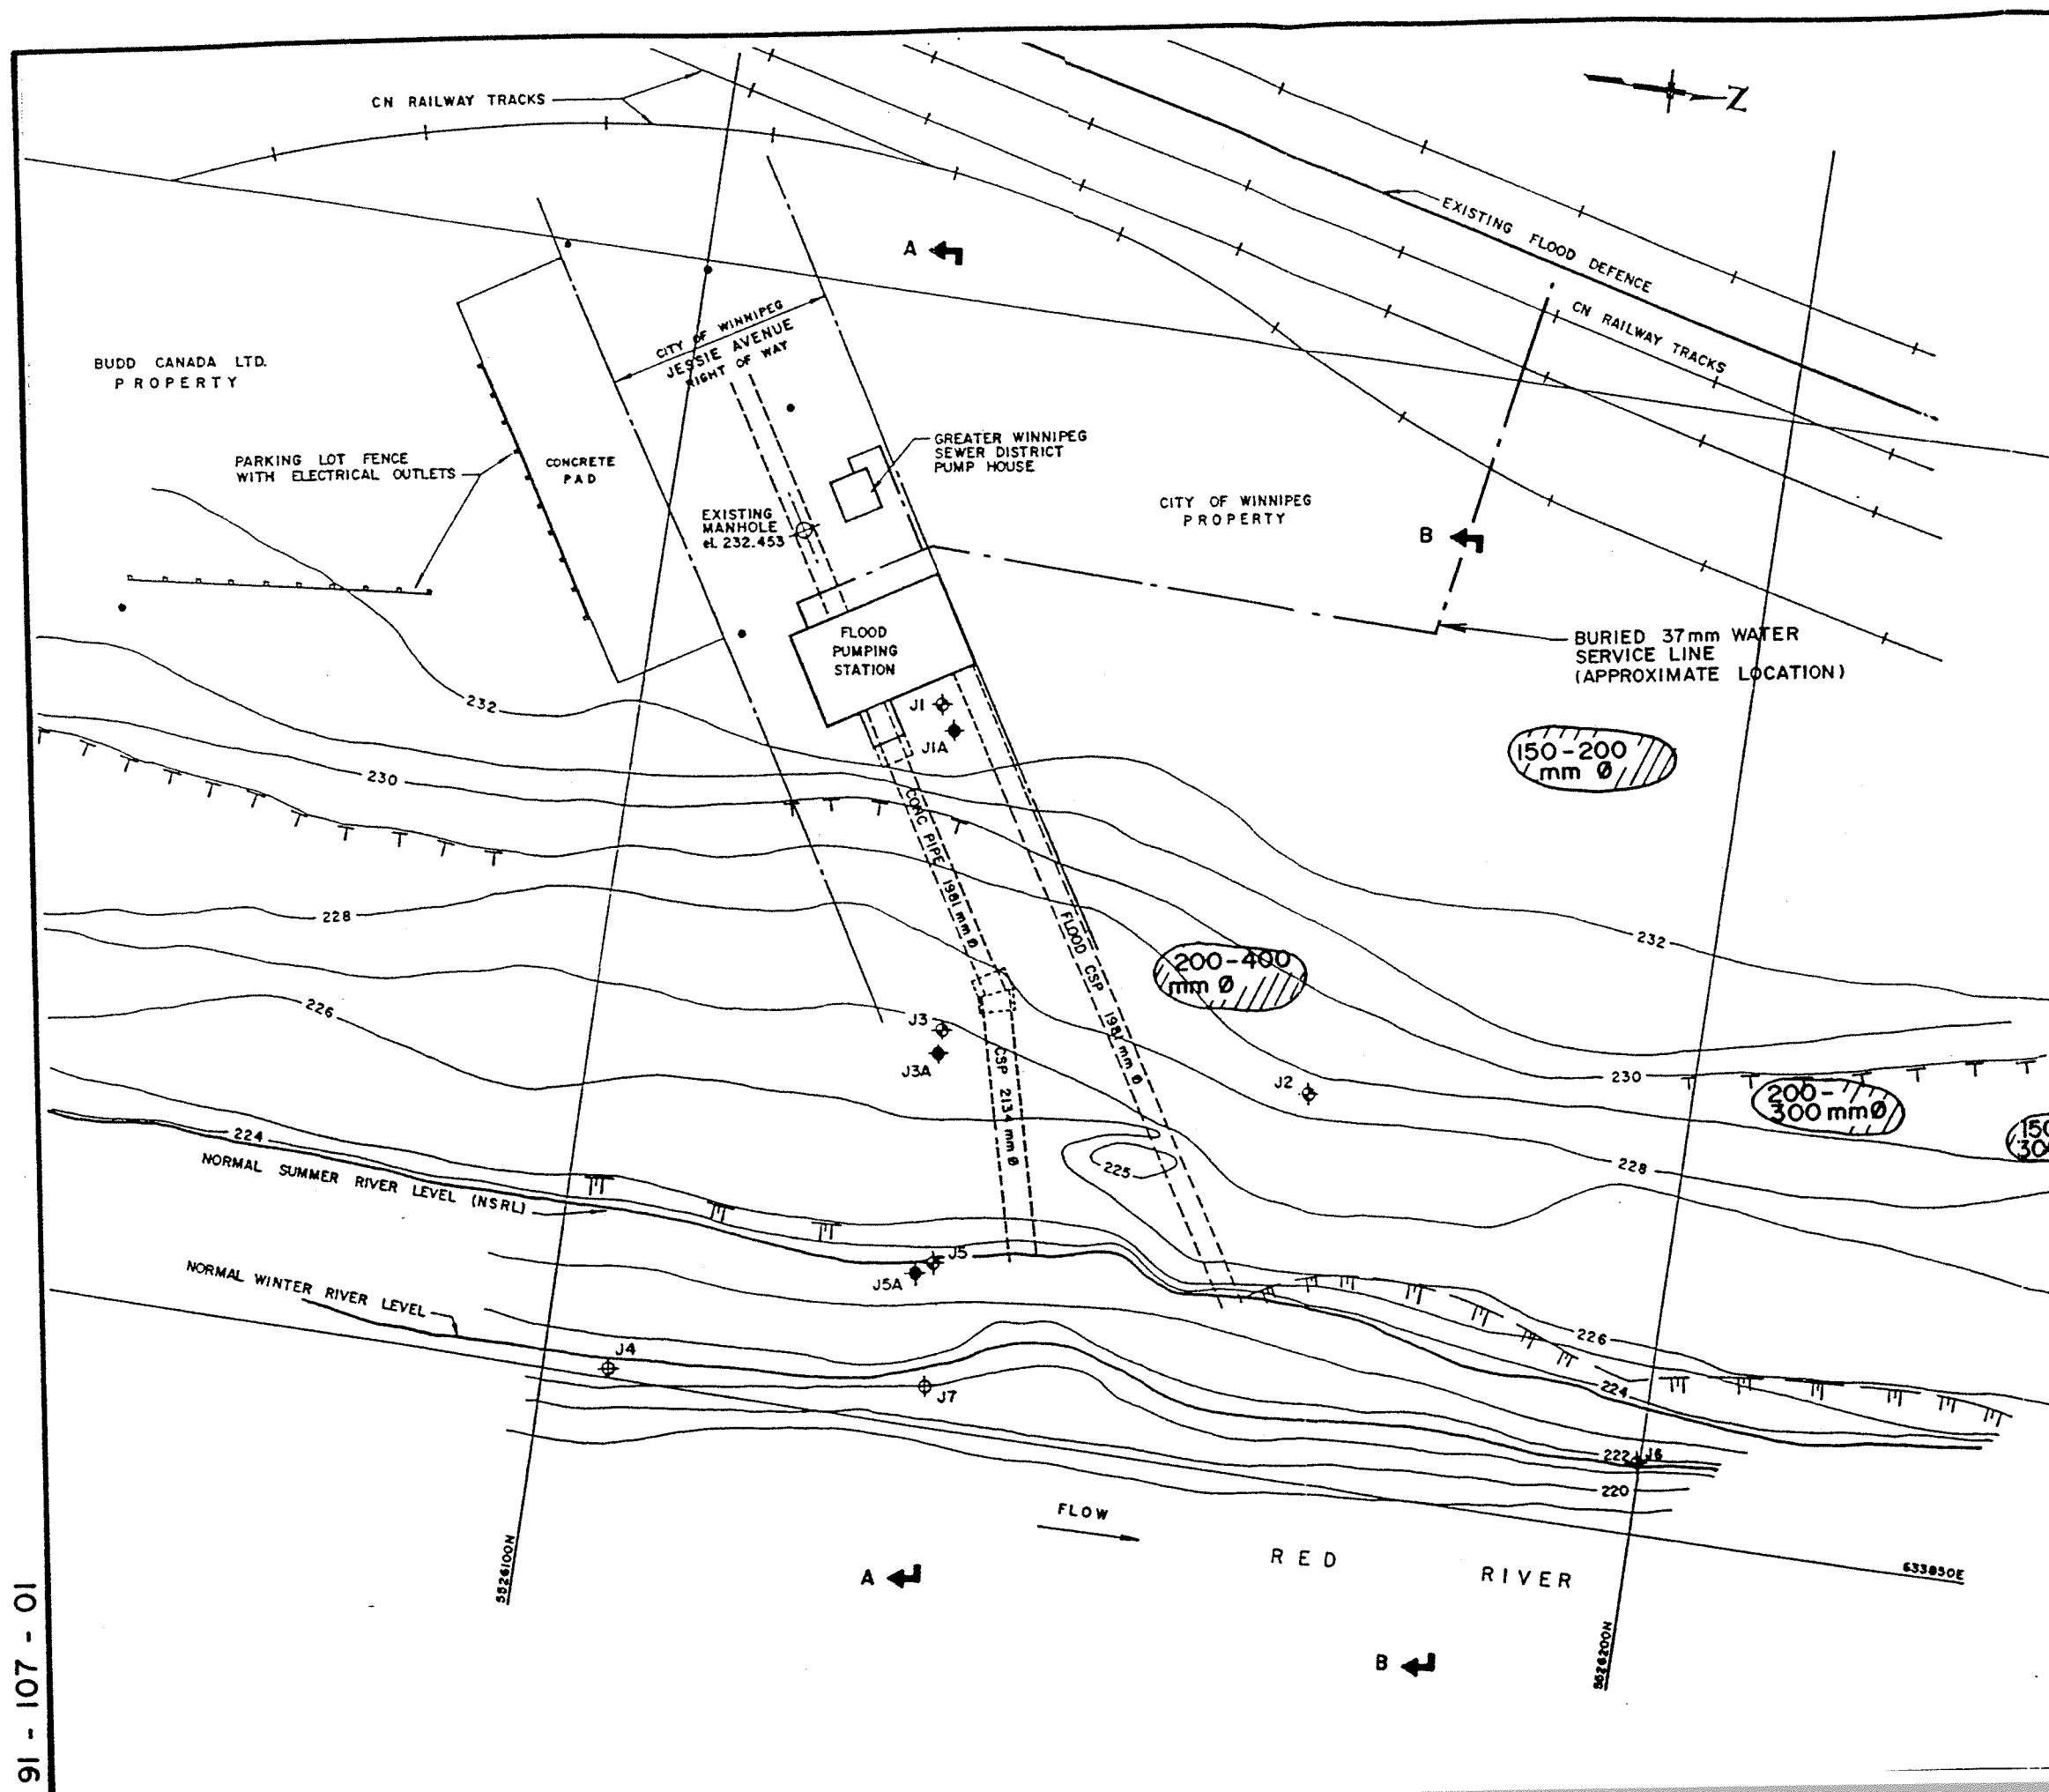 Z
CN RAILWAY TRACKS
EXISTING FLOOD DEFENCE
A
CN RAILWAY TRACKS
CITY OF WINNIPEG
JESSIE AVENUE
RIGHT OF WAY
BUDD CANADA LTD.
PROPERTY
PARKING LOT FENCE
WITH ELECTRICAL OUTLETS
CONCRETE
PAD
GREATER WINNIPEG
SEWER DISTRICT
PUMP HOUSE
EXISTING
MANHOLE
eL 232.453
CITY OF WINNIPEG
PROPERTY
B
FLOOD
PUMPING
STATION
BURIED 37mm WATER
SERVICE LINE
(APPROXIMATE LOCATION)
232
J1
J1A
150-200
mm Ø
230
CONC PIPE 1981 mm Ø
228
FLOOD CSP 1981 mm Ø
232
200-400
mm Ø
226
J3
J3A
CSP 2134 mm Ø
J2
230
200-
300 mm Ø
224
225
228
NORMAL SUMMER RIVER LEVEL (NSRL)
J5
J5A
NORMAL WINTER RIVER LEVEL
J4
J7
226
224
222
J6
220
FLOW
RED RIVER
A
B
5526100N
5526200N
633850E
91-107-01